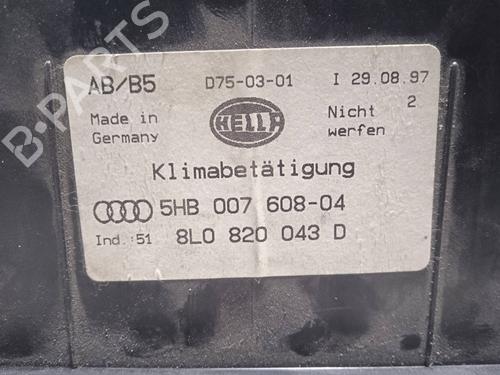 AB/B5 D75-03-01 I 29.08.97
Made in Germany
HELLA
Nicht 2
werfen
Klimabetätigung
5HB 007 608-04
Ind.:51 8L0 820 043 D
B-PARTS
B-PARTS